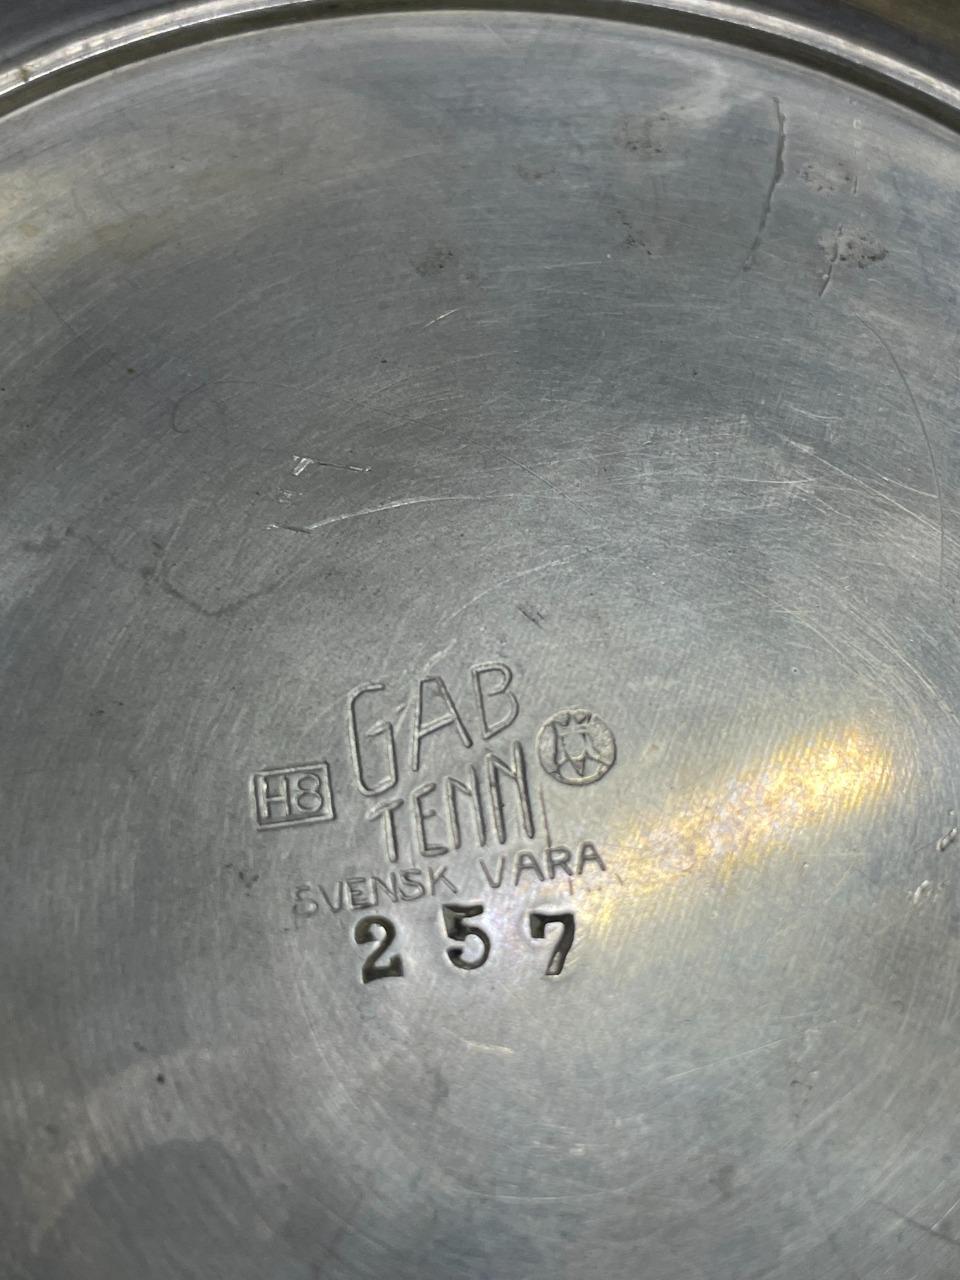 GAB
H8 TENN
SVENSK VARA
257